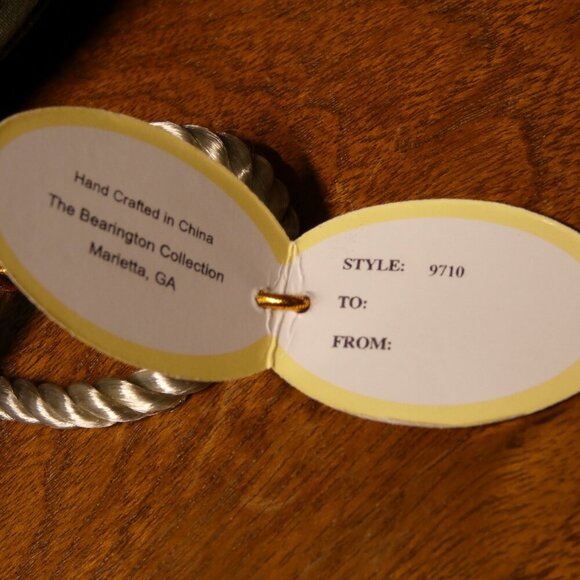 Hand Crafted in China
The Bearington Collection
Marietta, GA
STYLE: 9710
TO:
FROM: